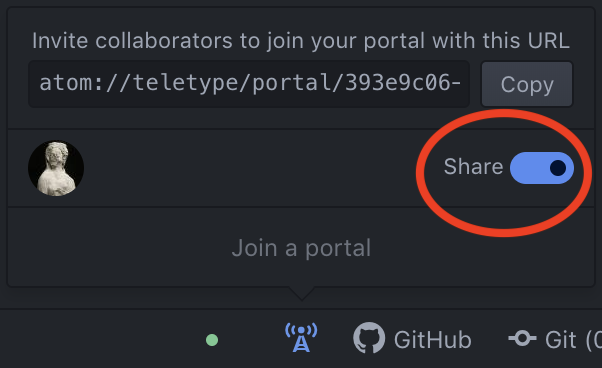 Invite collaborators to join your portal with this URL
atom://teletype/portal/393e9c06-
Copy
Share
Join a portal
GitHub
Git (0